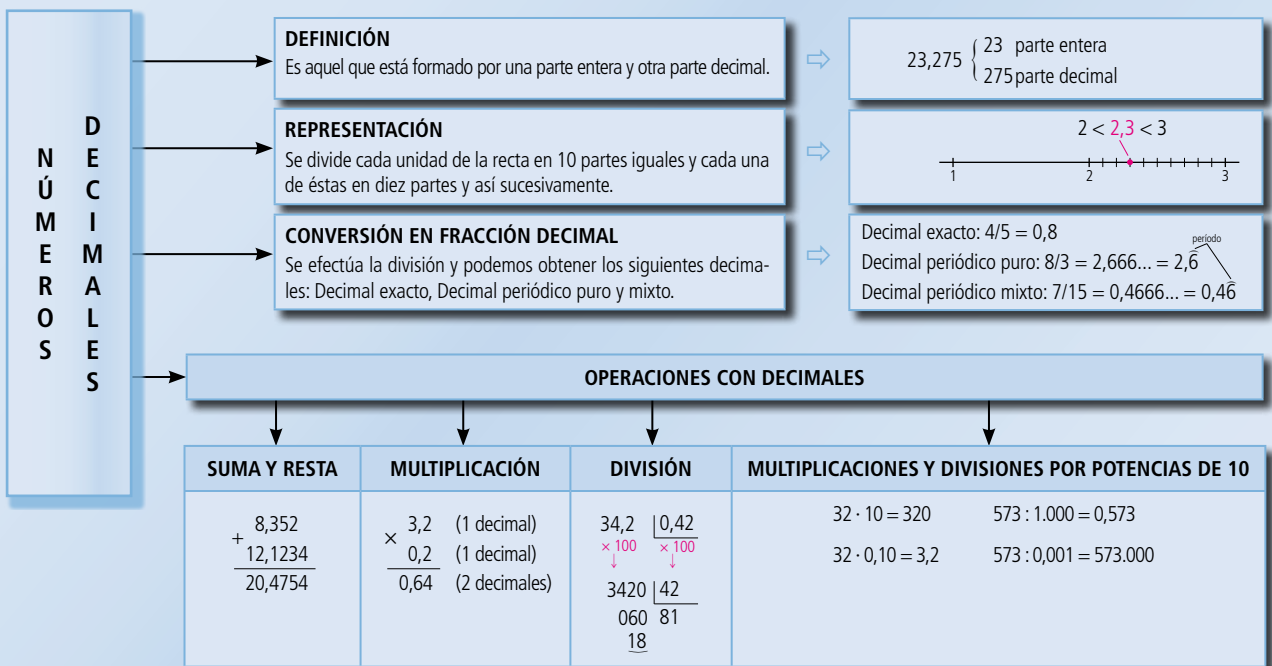 NÚMEROS
DECIMALES
DEFINICIÓN
Es aquel que está formado por una parte entera y otra parte decimal.
23,275 { 23 parte entera
275 parte decimal
REPRESENTACIÓN
Se divide cada unidad de la recta en 10 partes iguales y cada una
de éstas en diez partes y así sucesivamente.
2 < 2,3 < 3
1 2 3
CONVERSIÓN EN FRACCIÓN DECIMAL
Se efectúa la división y podemos obtener los siguientes decima-
les: Decimal exacto, Decimal periódico puro y mixto.
Decimal exacto: 4/5 = 0,8
período
Decimal periódico puro: 8/3 = 2,666... = 2,6̂
Decimal periódico mixto: 7/15 = 0,4666... = 0,46̂
OPERACIONES CON DECIMALES
SUMA Y RESTA
8,352
+
12,1234
20,4754
MULTIPLICACIÓN
3,2 (1 decimal)
×
0,2 (1 decimal)
0,64 (2 decimales)
DIVISIÓN
34,2 |0,42
× 100 × 100
↓ ↓
3420 |42
060 81
18
MULTIPLICACIONES Y DIVISIONES POR POTENCIAS DE 10
32 · 10 = 320 573 : 1.000 = 0,573
32 · 0,10 = 3,2 573 : 0,001 = 573.000